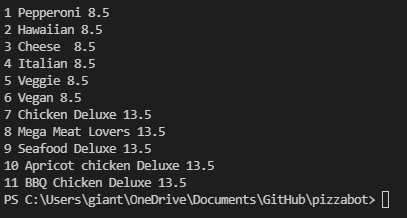 1 Pepperoni 8.5
2 Hawaiian 8.5
3 Cheese  8.5
4 Italian 8.5
5 Veggie 8.5
6 Vegan 8.5
7 Chicken Deluxe 13.5
8 Mega Meat Lovers 13.5
9 Seafood Deluxe 13.5
10 Apricot chicken Deluxe 13.5
11 BBQ Chicken Deluxe 13.5
PS C:\Users\giant\OneDrive\Documents\GitHub\pizzabot>